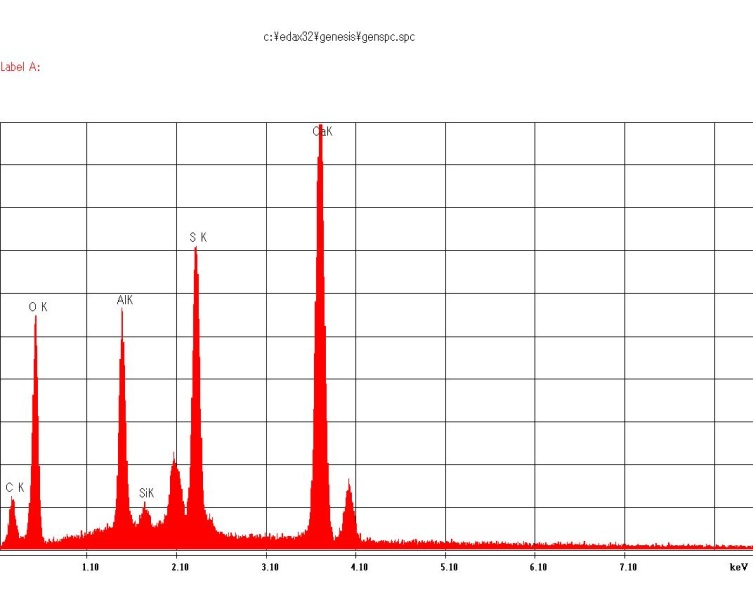 c:¥edax32¥genesis¥genspc.spc
Label A:
CaK
S K
AlK
O K
SiK
C K
1.10 2.10 3.10 4.10 5.10 6.10 7.10 keV